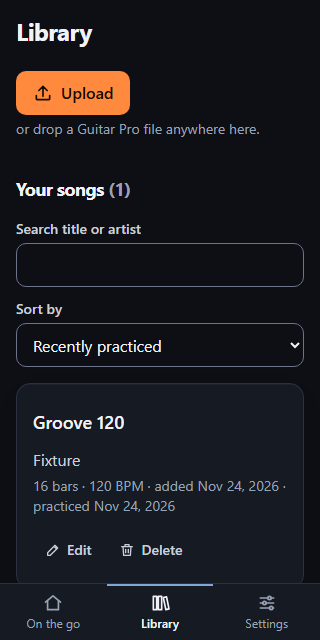 Library
Upload
or drop a Guitar Pro file anywhere here.
Your songs (1)
Search title or artist
Sort by
Recently practiced
Groove 120
Fixture
16 bars · 120 BPM · added Nov 24, 2026 ·
practiced Nov 24, 2026
Edit
Delete
On the go
Library
Settings